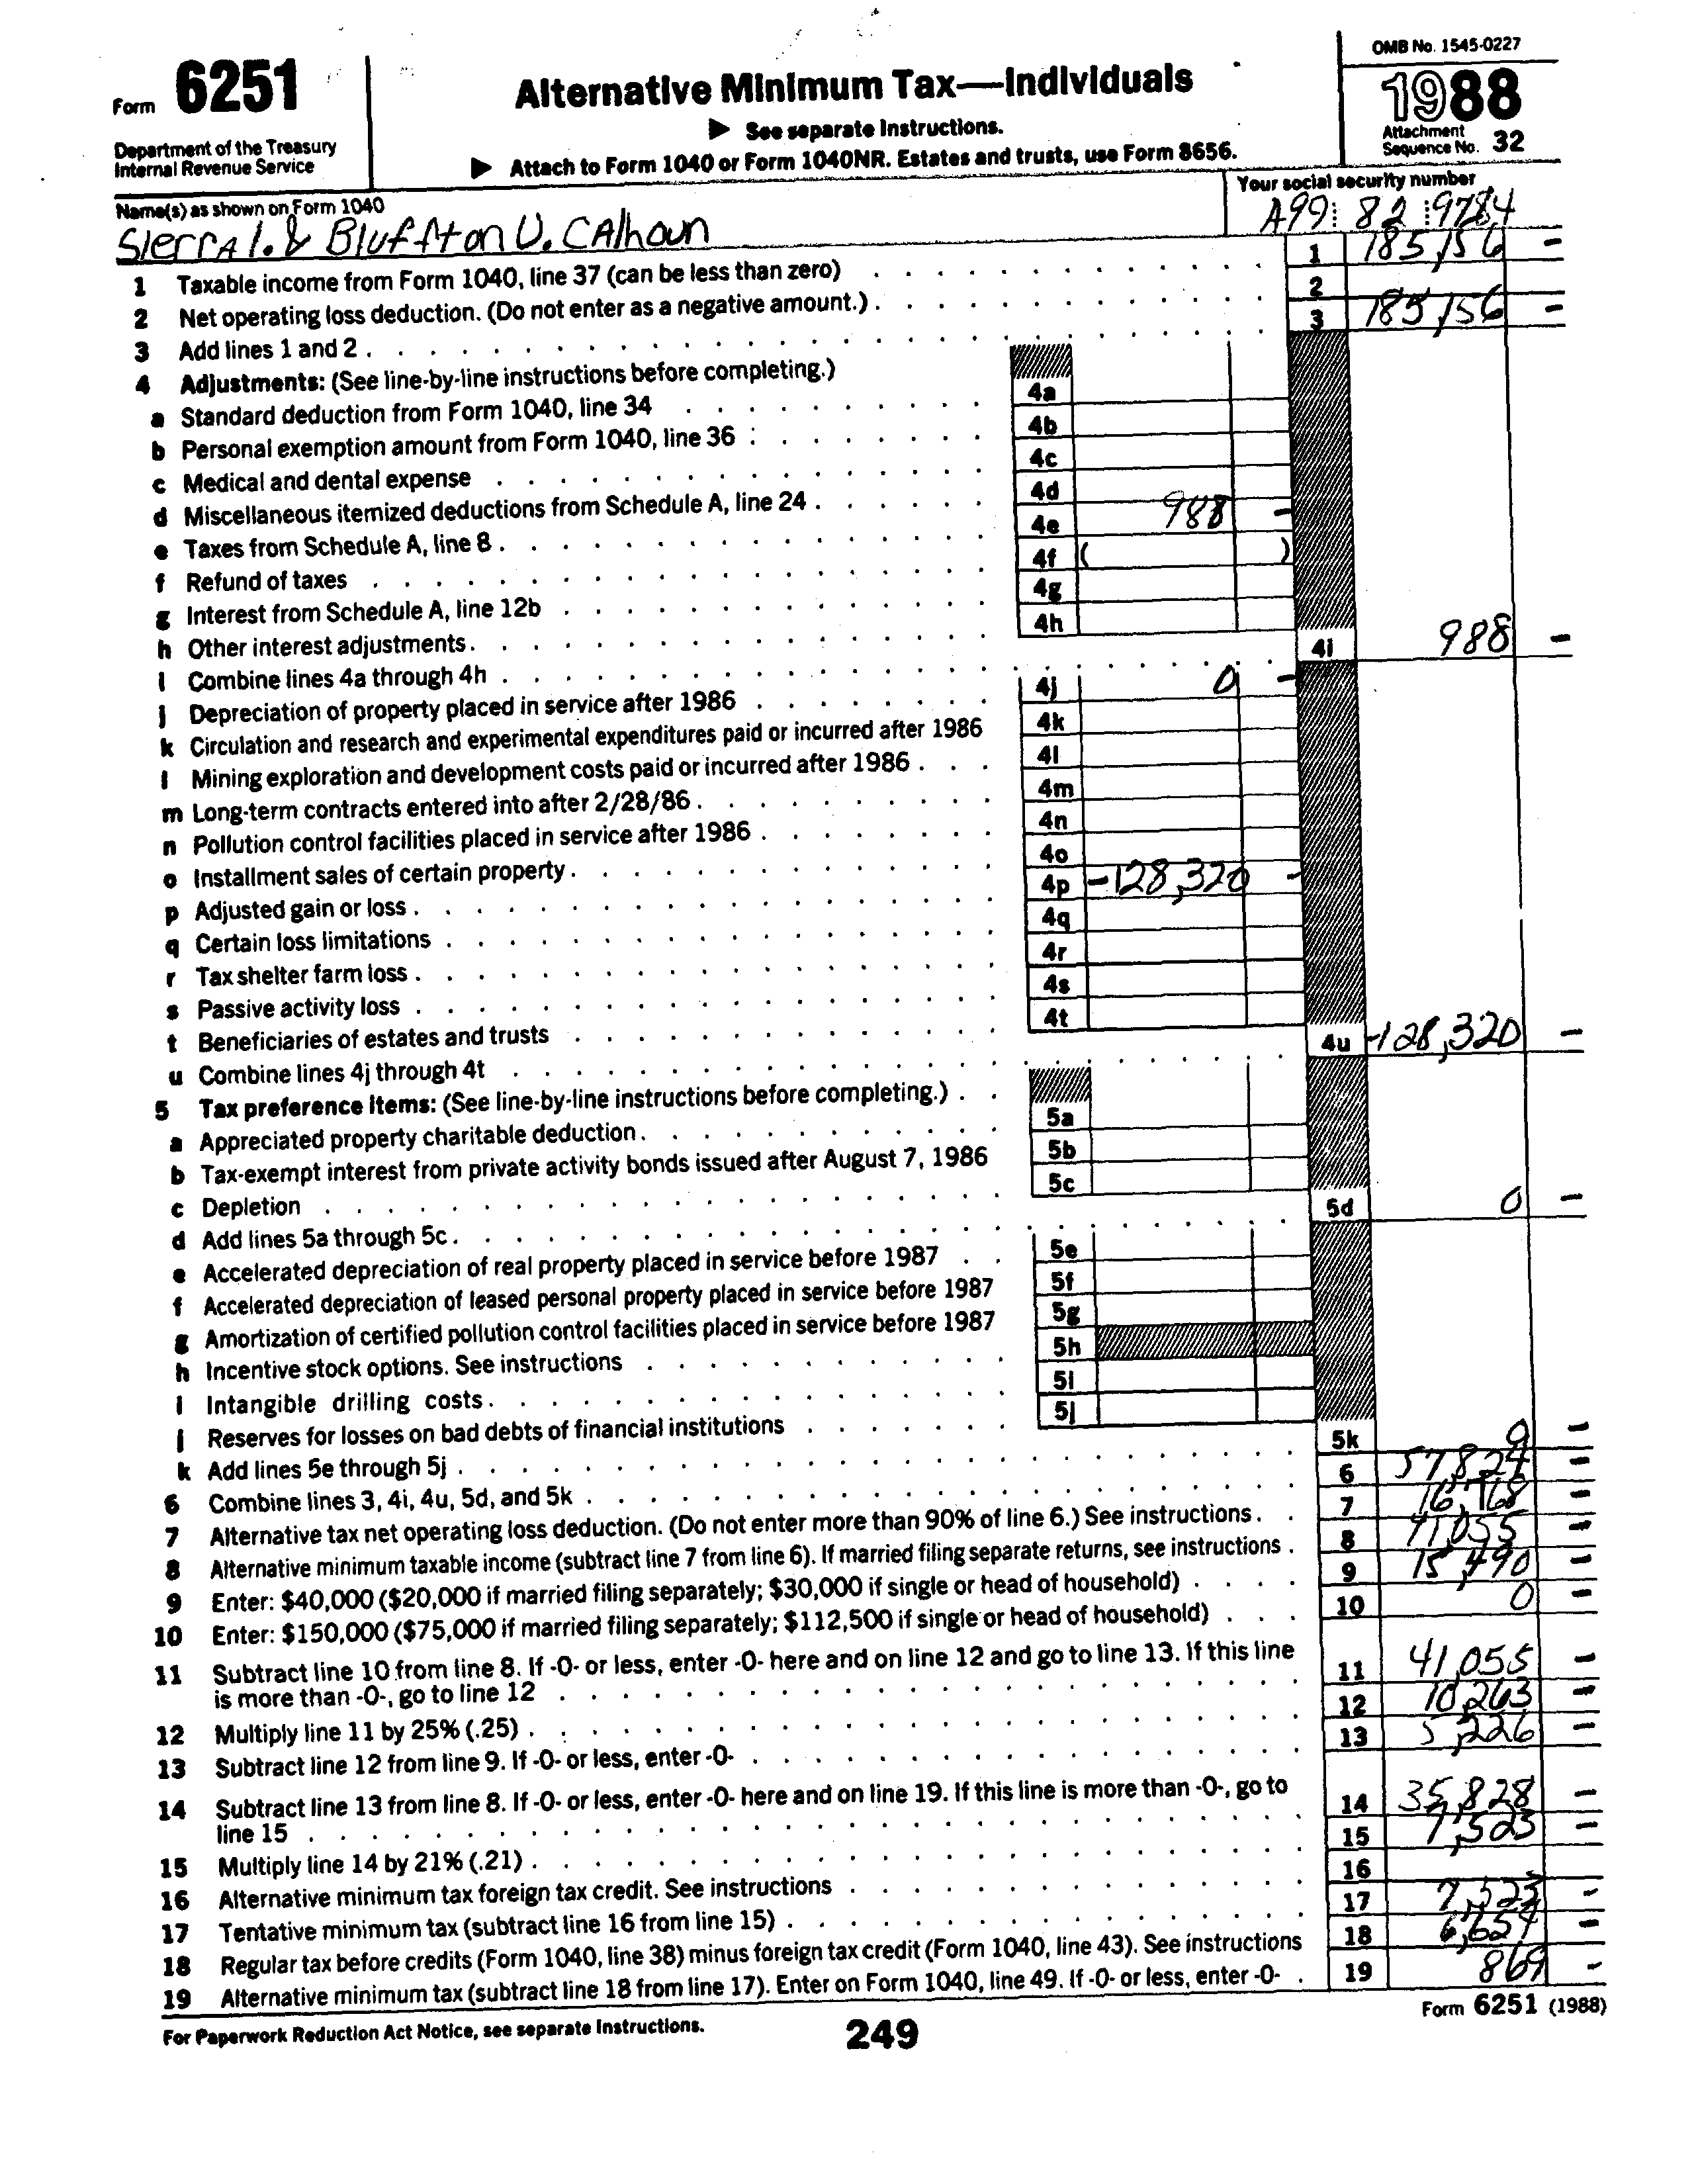 Form 6251
Department of the Treasury
Internal Revenue Service
Alternative Minimum Tax—Individuals
▶ See separate Instructions.
▶ Attach to Form 1040 or Form 1040NR. Estates and trusts, use Form 8656.
OMB No. 1545-0227
1988
Attachment
Sequence No. 32
Name(s) as shown on Form 1040
Sierra I. & Bluffton U. Calhoun
Your social security number
A99 82 9784
1 Taxable income from Form 1040, line 37 (can be less than zero) 1 185,156 –
2 Net operating loss deduction. (Do not enter as a negative amount.) 2
3 Add lines 1 and 2 3 185,156 –
4 Adjustments: (See line-by-line instructions before completing.)
a Standard deduction from Form 1040, line 34 4a
b Personal exemption amount from Form 1040, line 36 4b
c Medical and dental expense 4c
d Miscellaneous itemized deductions from Schedule A, line 24 4d
e Taxes from Schedule A, line 8 4e 988 –
f Refund of taxes 4f ( )
g Interest from Schedule A, line 12b 4g
h Other interest adjustments 4h
i Combine lines 4a through 4h 4i 988 –
j Depreciation of property placed in service after 1986 4j 0 –
k Circulation and research and experimental expenditures paid or incurred after 1986 4k
l Mining exploration and development costs paid or incurred after 1986 4l
m Long-term contracts entered into after 2/28/86 4m
n Pollution control facilities placed in service after 1986 4n
o Installment sales of certain property 4o
p Adjusted gain or loss 4p -128,320 –
q Certain loss limitations 4q
r Tax shelter farm loss 4r
s Passive activity loss 4s
t Beneficiaries of estates and trusts 4t
u Combine lines 4j through 4t 4u -128,320 –
5 Tax preference items: (See line-by-line instructions before completing.)
a Appreciated property charitable deduction 5a
b Tax-exempt interest from private activity bonds issued after August 7, 1986 5b
c Depletion 5c
d Add lines 5a through 5c 5d 0 –
e Accelerated depreciation of real property placed in service before 1987 5e
f Accelerated depreciation of leased personal property placed in service before 1987 5f
g Amortization of certified pollution control facilities placed in service before 1987 5g
h Incentive stock options. See instructions 5h
i Intangible drilling costs 5i
j Reserves for losses on bad debts of financial institutions 5j
k Add lines 5e through 5j 5k 0 –
6 Combine lines 3, 4i, 4u, 5d, and 5k 6 57,824 –
7 Alternative tax net operating loss deduction. (Do not enter more than 90% of line 6.) See instructions. 7 16,768 –
8 Alternative minimum taxable income (subtract line 7 from line 6). If married filing separate returns, see instructions 8 41,055 –
9 Enter: $40,000 ($20,000 if married filing separately; $30,000 if single or head of household) 9 15,490 –
10 Enter: $150,000 ($75,000 if married filing separately; $112,500 if single or head of household) 10 0 –
11 Subtract line 10 from line 8. If -0- or less, enter -0- here and on line 12 and go to line 13. If this line
is more than -0-, go to line 12 11 41,055 –
12 Multiply line 11 by 25% (.25) 12 10,263 –
13 Subtract line 12 from line 9. If -0- or less, enter -0- 13 5,226 –
14 Subtract line 13 from line 8. If -0- or less, enter -0- here and on line 19. If this line is more than -0-, go to
line 15 14 35,828 –
15 Multiply line 14 by 21% (.21) 15 7,523 –
16 Alternative minimum tax foreign tax credit. See instructions 16
17 Tentative minimum tax (subtract line 16 from line 15) 17 7,523 –
18 Regular tax before credits (Form 1040, line 38) minus foreign tax credit (Form 1040, line 43). See instructions 18 6,654 –
19 Alternative minimum tax (subtract line 18 from line 17). Enter on Form 1040, line 49. If -0- or less, enter -0- 19 869 –
For Paperwork Reduction Act Notice, see separate Instructions.
249
Form 6251 (1988)